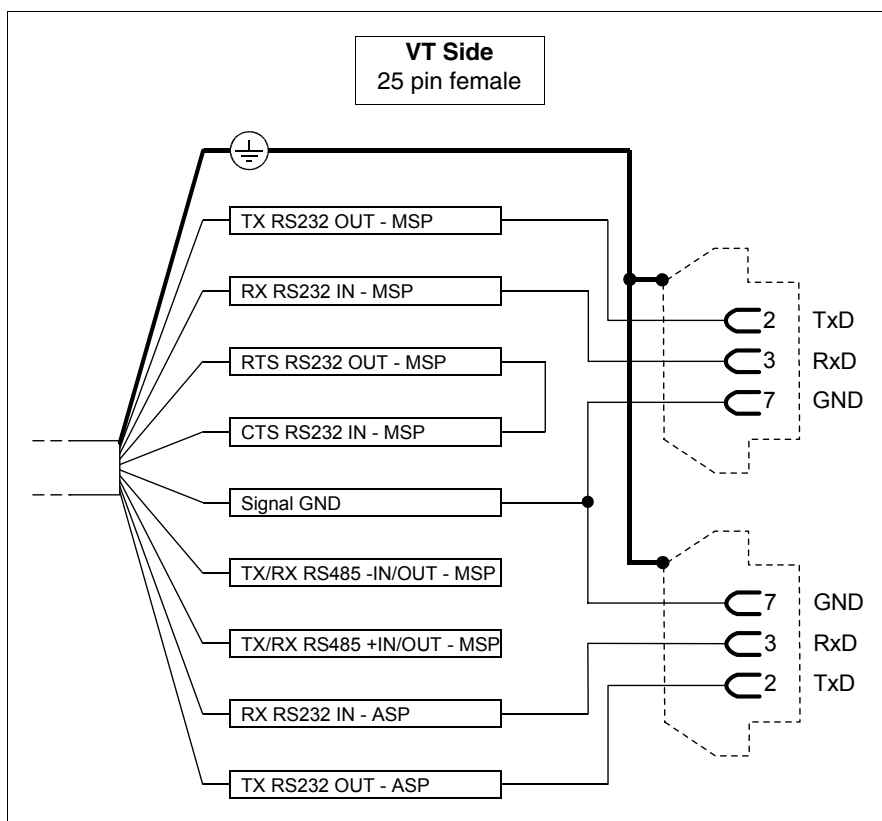 VT Side
25 pin female
TX RS232 OUT - MSP
RX RS232 IN - MSP
RTS RS232 OUT - MSP
CTS RS232 IN - MSP
Signal GND
TX/RX RS485 -IN/OUT - MSP
TX/RX RS485 +IN/OUT - MSP
RX RS232 IN - ASP
TX RS232 OUT - ASP
2 TxD
3 RxD
7 GND
7 GND
3 RxD
2 TxD